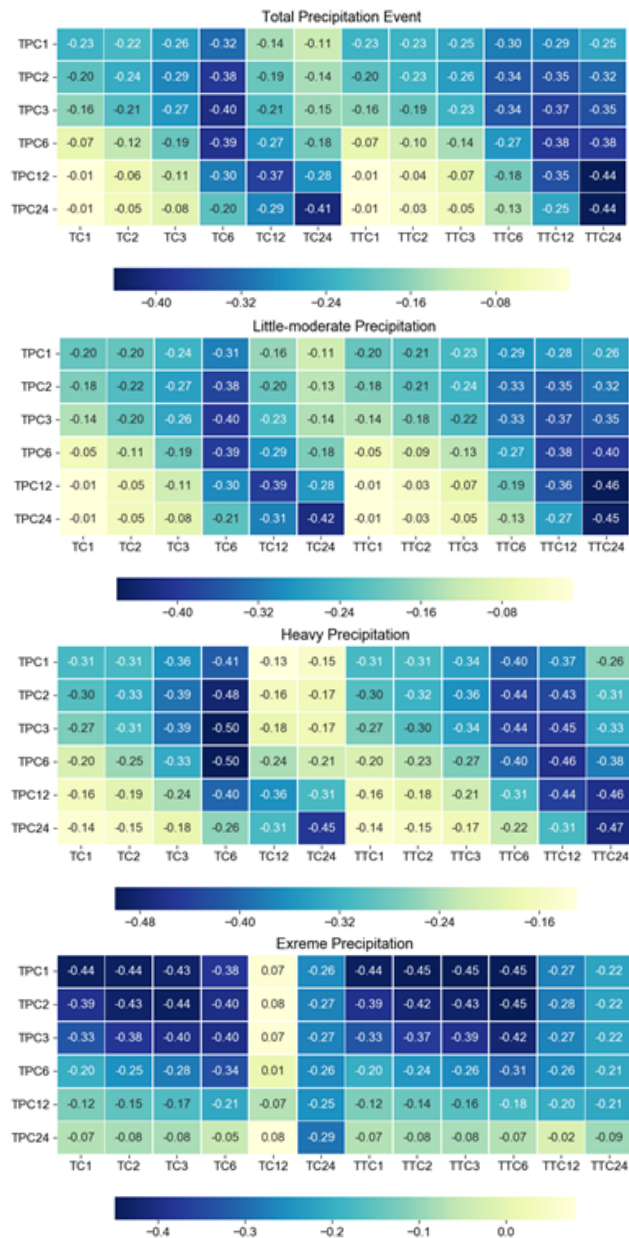 Total Precipitation Event
TPC1 -0.23 -0.22 -0.26 -0.32 -0.14 -0.11 -0.23 -0.23 -0.25 -0.30 -0.29 -0.25
TPC2 -0.20 -0.24 -0.29 -0.38 -0.19 -0.14 -0.20 -0.23 -0.26 -0.34 -0.35 -0.32
TPC3 -0.16 -0.21 -0.27 -0.40 -0.21 -0.15 -0.16 -0.19 -0.23 -0.34 -0.37 -0.35
TPC6 -0.07 -0.12 -0.19 -0.39 -0.27 -0.18 -0.07 -0.10 -0.14 -0.27 -0.38 -0.38
TPC12 -0.01 -0.06 -0.11 -0.30 -0.37 -0.28 -0.01 -0.04 -0.07 -0.18 -0.35 -0.44
TPC24 -0.01 -0.05 -0.08 -0.20 -0.29 -0.41 -0.01 -0.03 -0.05 -0.13 -0.25 -0.44
TC1 TC2 TC3 TC6 TC12 TC24 TTC1 TTC2 TTC3 TTC6 TTC12 TTC24
−0.40 −0.32 −0.24 −0.16 −0.08
Little-moderate Precipitation
TPC1 -0.20 -0.20 -0.24 -0.31 -0.16 -0.11 -0.20 -0.21 -0.23 -0.29 -0.28 -0.26
TPC2 -0.18 -0.22 -0.27 -0.38 -0.20 -0.13 -0.18 -0.21 -0.24 -0.33 -0.35 -0.32
TPC3 -0.14 -0.20 -0.26 -0.40 -0.23 -0.14 -0.14 -0.18 -0.22 -0.33 -0.37 -0.35
TPC6 -0.05 -0.11 -0.19 -0.39 -0.29 -0.18 -0.05 -0.09 -0.13 -0.27 -0.38 -0.40
TPC12 -0.01 -0.05 -0.11 -0.30 -0.39 -0.28 -0.01 -0.03 -0.07 -0.19 -0.36 -0.46
TPC24 -0.01 -0.05 -0.08 -0.21 -0.31 -0.42 -0.01 -0.03 -0.05 -0.13 -0.27 -0.45
TC1 TC2 TC3 TC6 TC12 TC24 TTC1 TTC2 TTC3 TTC6 TTC12 TTC24
−0.40 −0.32 −0.24 −0.16 −0.08
Heavy Precipitation
TPC1 -0.31 -0.31 -0.36 -0.41 -0.13 -0.15 -0.31 -0.31 -0.34 -0.40 -0.37 -0.26
TPC2 -0.30 -0.33 -0.39 -0.48 -0.16 -0.17 -0.30 -0.32 -0.36 -0.44 -0.43 -0.31
TPC3 -0.27 -0.31 -0.39 -0.50 -0.18 -0.17 -0.27 -0.30 -0.34 -0.44 -0.45 -0.33
TPC6 -0.20 -0.25 -0.33 -0.50 -0.24 -0.21 -0.20 -0.23 -0.27 -0.40 -0.46 -0.38
TPC12 -0.16 -0.19 -0.24 -0.40 -0.36 -0.31 -0.16 -0.18 -0.21 -0.31 -0.44 -0.46
TPC24 -0.14 -0.15 -0.18 -0.26 -0.31 -0.45 -0.14 -0.15 -0.17 -0.22 -0.31 -0.47
TC1 TC2 TC3 TC6 TC12 TC24 TTC1 TTC2 TTC3 TTC6 TTC12 TTC24
−0.48 −0.40 −0.32 −0.24 −0.16
Exreme Precipitation
TPC1 -0.44 -0.44 -0.43 -0.38 0.07 -0.26 -0.44 -0.45 -0.45 -0.45 -0.27 -0.22
TPC2 -0.39 -0.43 -0.44 -0.40 0.08 -0.27 -0.39 -0.42 -0.43 -0.45 -0.28 -0.22
TPC3 -0.33 -0.38 -0.40 -0.40 0.07 -0.27 -0.33 -0.37 -0.39 -0.42 -0.27 -0.22
TPC6 -0.20 -0.25 -0.28 -0.34 0.01 -0.26 -0.20 -0.24 -0.26 -0.31 -0.26 -0.21
TPC12 -0.12 -0.15 -0.17 -0.21 -0.07 -0.25 -0.12 -0.14 -0.16 -0.18 -0.20 -0.21
TPC24 -0.07 -0.08 -0.08 -0.05 0.08 -0.29 -0.07 -0.08 -0.08 -0.07 -0.02 -0.09
TC1 TC2 TC3 TC6 TC12 TC24 TTC1 TTC2 TTC3 TTC6 TTC12 TTC24
−0.4 −0.3 −0.2 −0.1 0.0